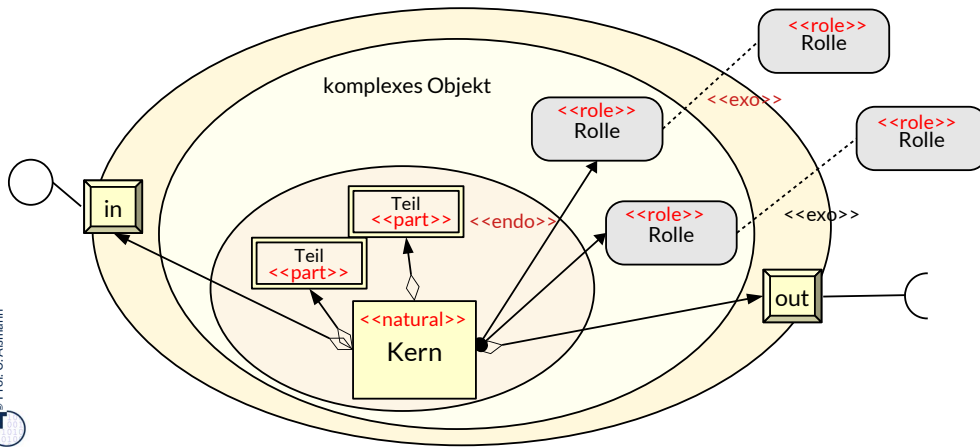 <<role>>
Rolle
komplexes Objekt
<<exo>>
<<role>>
Rolle
<<role>>
Rolle
in
Teil
<<part>>
<<endo>>
<<role>>
Rolle
<<exo>>
Teil
<<part>>
out
<<natural>>
Kern